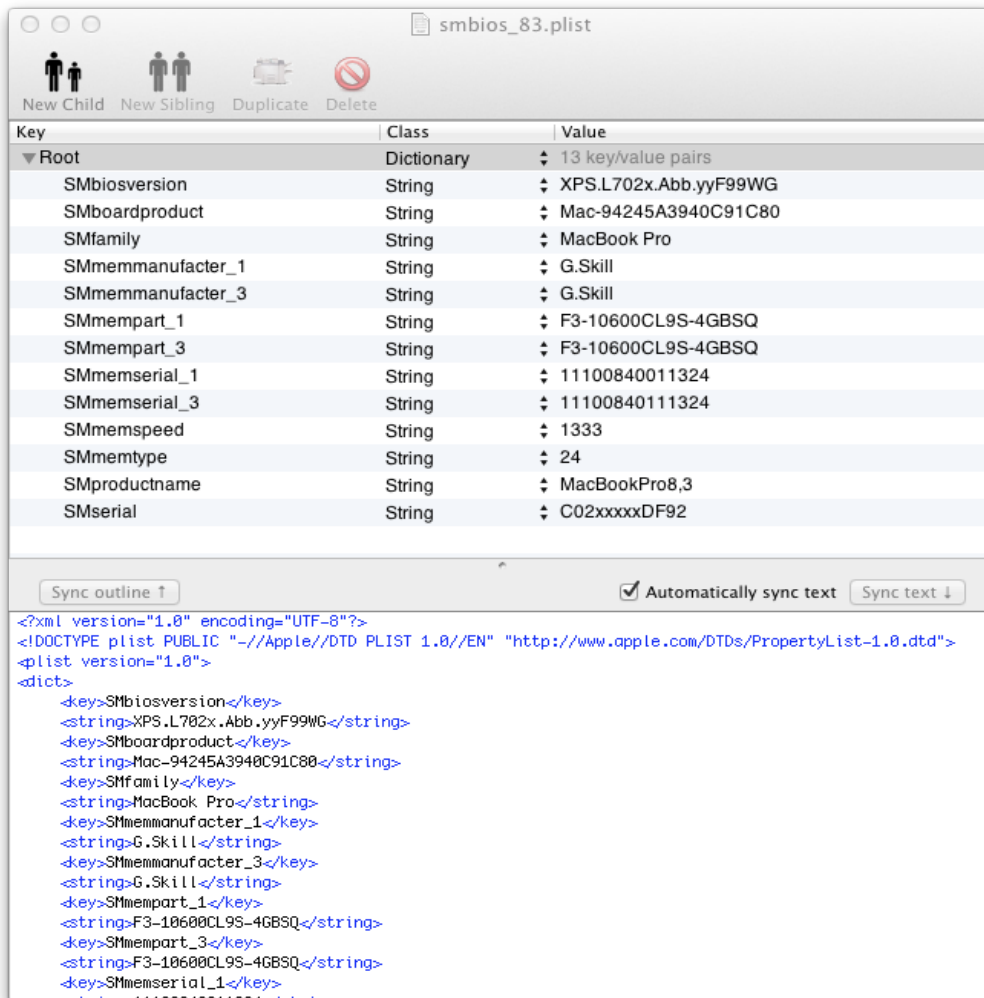 smbios_83.plist
New Child New Sibling Duplicate Delete
Key Class Value
Root Dictionary 13 key/value pairs
SMbiosversion String XPS.L702x.Abb.yyF99WG
SMboardproduct String Mac-94245A3940C91C80
SMfamily String MacBook Pro
SMmemmanufacter_1 String G.Skill
SMmemmanufacter_3 String G.Skill
SMmempart_1 String F3-10600CL9S-4GBSQ
SMmempart_3 String F3-10600CL9S-4GBSQ
SMmemserial_1 String 11100840011324
SMmemserial_3 String 11100840111324
SMmemspeed String 1333
SMmemtype String 24
SMproductname String MacBookPro8,3
SMserial String C02xxxxxDF92
Sync outline ↑ Automatically sync text Sync text ↓
<?xml version="1.0" encoding="UTF-8"?>
<!DOCTYPE plist PUBLIC "-//Apple//DTD PLIST 1.0//EN" "http://www.apple.com/DTDs/PropertyList-1.0.dtd">
<plist version="1.0">
<dict>
<key>SMbiosversion</key>
<string>XPS.L702x.Abb.yyF99WG</string>
<key>SMboardproduct</key>
<string>Mac-94245A3940C91C80</string>
<key>SMfamily</key>
<string>MacBook Pro</string>
<key>SMmemmanufacter_1</key>
<string>G.Skill</string>
<key>SMmemmanufacter_3</key>
<string>G.Skill</string>
<key>SMmempart_1</key>
<string>F3-10600CL9S-4GBSQ</string>
<key>SMmempart_3</key>
<string>F3-10600CL9S-4GBSQ</string>
<key>SMmemserial_1</key>